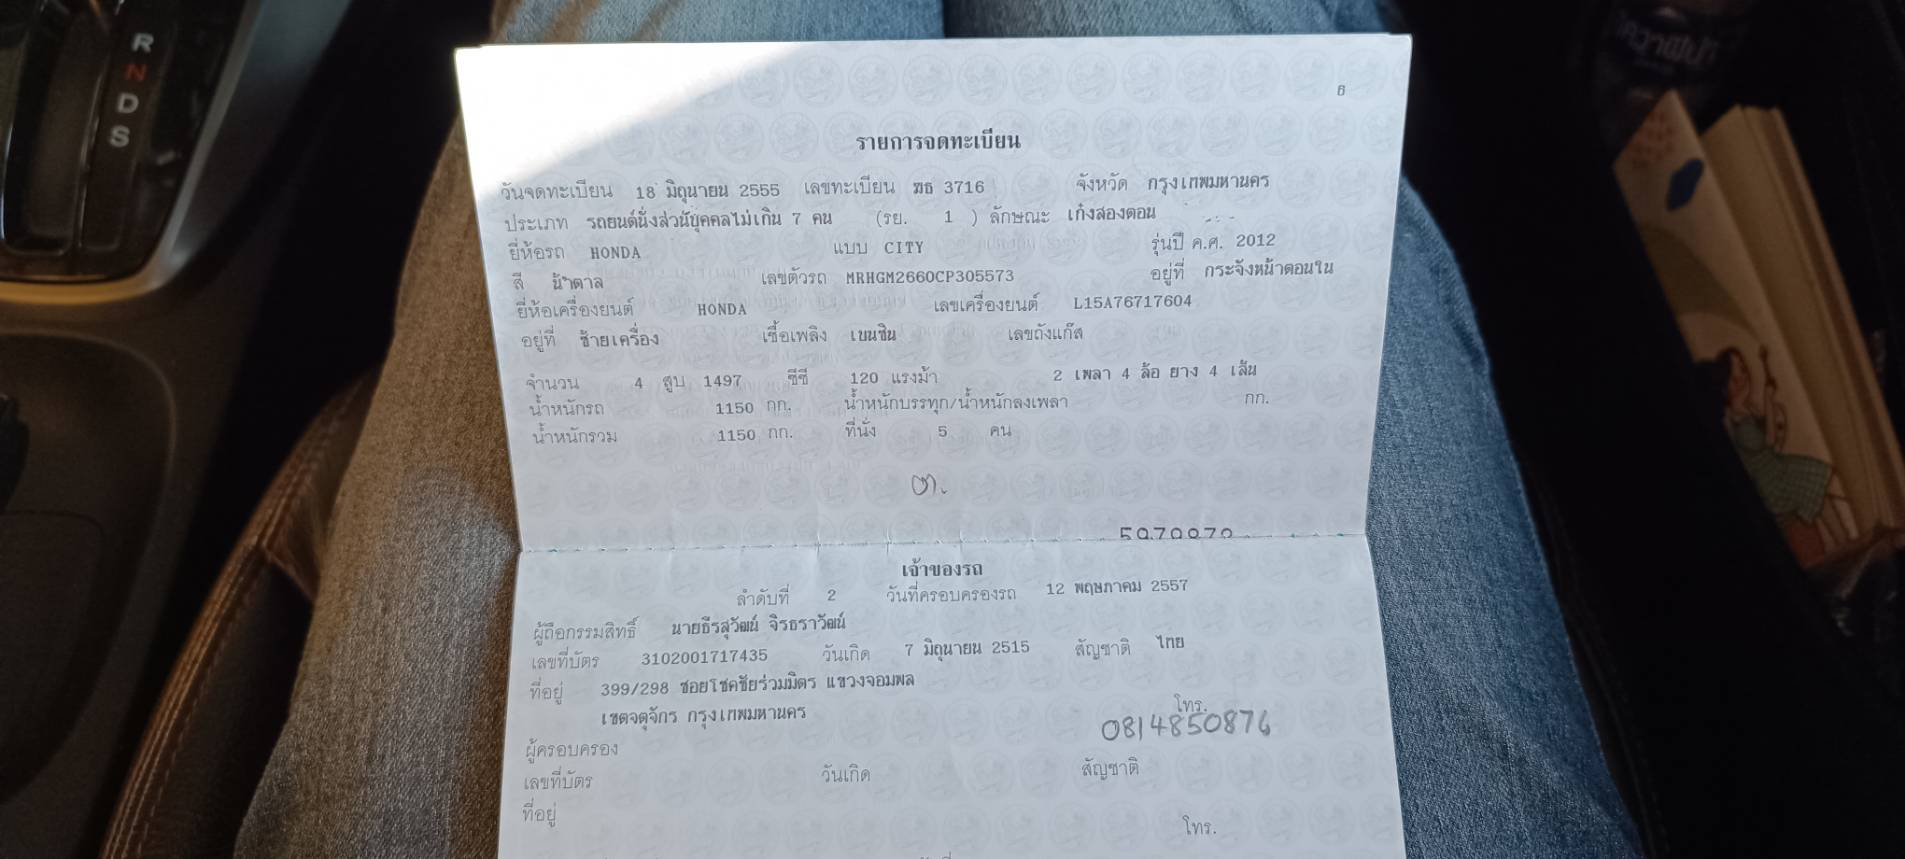 R
N
D
S
6
รายการจดทะเบียน
วันจดทะเบียน 18 มิถุนายน 2555 เลขทะเบียน ฆธ 3716 จังหวัด กรุงเทพมหานคร
ประเภท รถยนต์นั่งส่วนบุคคลไม่เกิน 7 คน (รย. 1 ) ลักษณะ เก๋งสองตอน
ยี่ห้อรถ HONDA แบบ CITY รุ่นปี ค.ศ. 2012
สี น้ำตาล เลขตัวรถ MRHGM2660CP305573 อยู่ที่ กระจังหน้าตอนใน
ยี่ห้อเครื่องยนต์ HONDA เลขเครื่องยนต์ L15A76717604
อยู่ที่ ซ้ายเครื่อง เชื้อเพลิง เบนซิน เลขถังแก๊ส
จำนวน 4 สูบ 1497 ซีซี 120 แรงม้า 2 เพลา 4 ล้อ ยาง 4 เส้น
น้ำหนักรถ 1150 กก. น้ำหนักบรรทุก/น้ำหนักลงเพลา กก.
น้ำหนักรวม 1150 กก. ที่นั่ง 5 คน
เจ้าของรถ
ลำดับที่ 2 วันที่ครอบครองรถ 12 พฤษภาคม 2557
ผู้ถือกรรมสิทธิ์ นายธีรสุวัฒน์ จิรธราวัฒน์
เลขที่บัตร 3102001717435 วันเกิด 7 มิถุนายน 2515 สัญชาติ ไทย
ที่อยู่ 399/298 ซอยโชคชัยร่วมมิตร แขวงจอมพล
เขตจตุจักร กรุงเทพมหานคร โทร. 0814850876
ผู้ครอบครอง
เลขที่บัตร วันเกิด สัญชาติ
ที่อยู่
โทร.